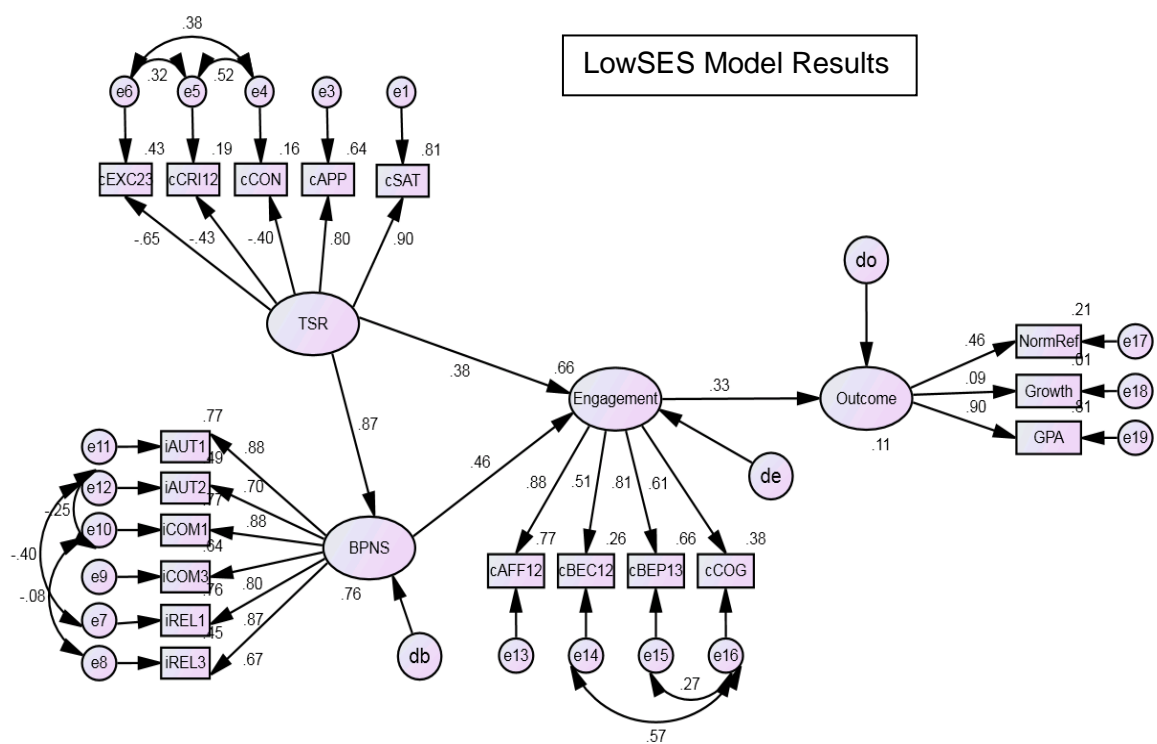 .38
LowSES Model Results
.32 .52
e6 e5 e4 e3 e1
.43 .19 .16 .64 .81
cEXC23 cCRI12 cCON cAPP cSAT
-.65 -.43 -.40 .80 .90
do
TSR
.21
.46 NormRef e17
.66 .01
.38 .09
Engagement .33 Outcome Growth e18
.90 .81
.87 GPA e19
.77 .11
e11 iAUT1 .88
.49 .46
de
e12 iAUT2 .70 .88 .51 .81 .61
-.25 .77
e10 iCOM1 .88
.64 BPNS .77 .26 .66 .38
-.40
e9 iCOM3 .80 cAFF12 cBEC12 cBEP13 cCOG
.76 .76
-.08
e7 iREL1 .87
.45
e8 iREL3 .67 db e13 e14 e15 e16
.27
.57